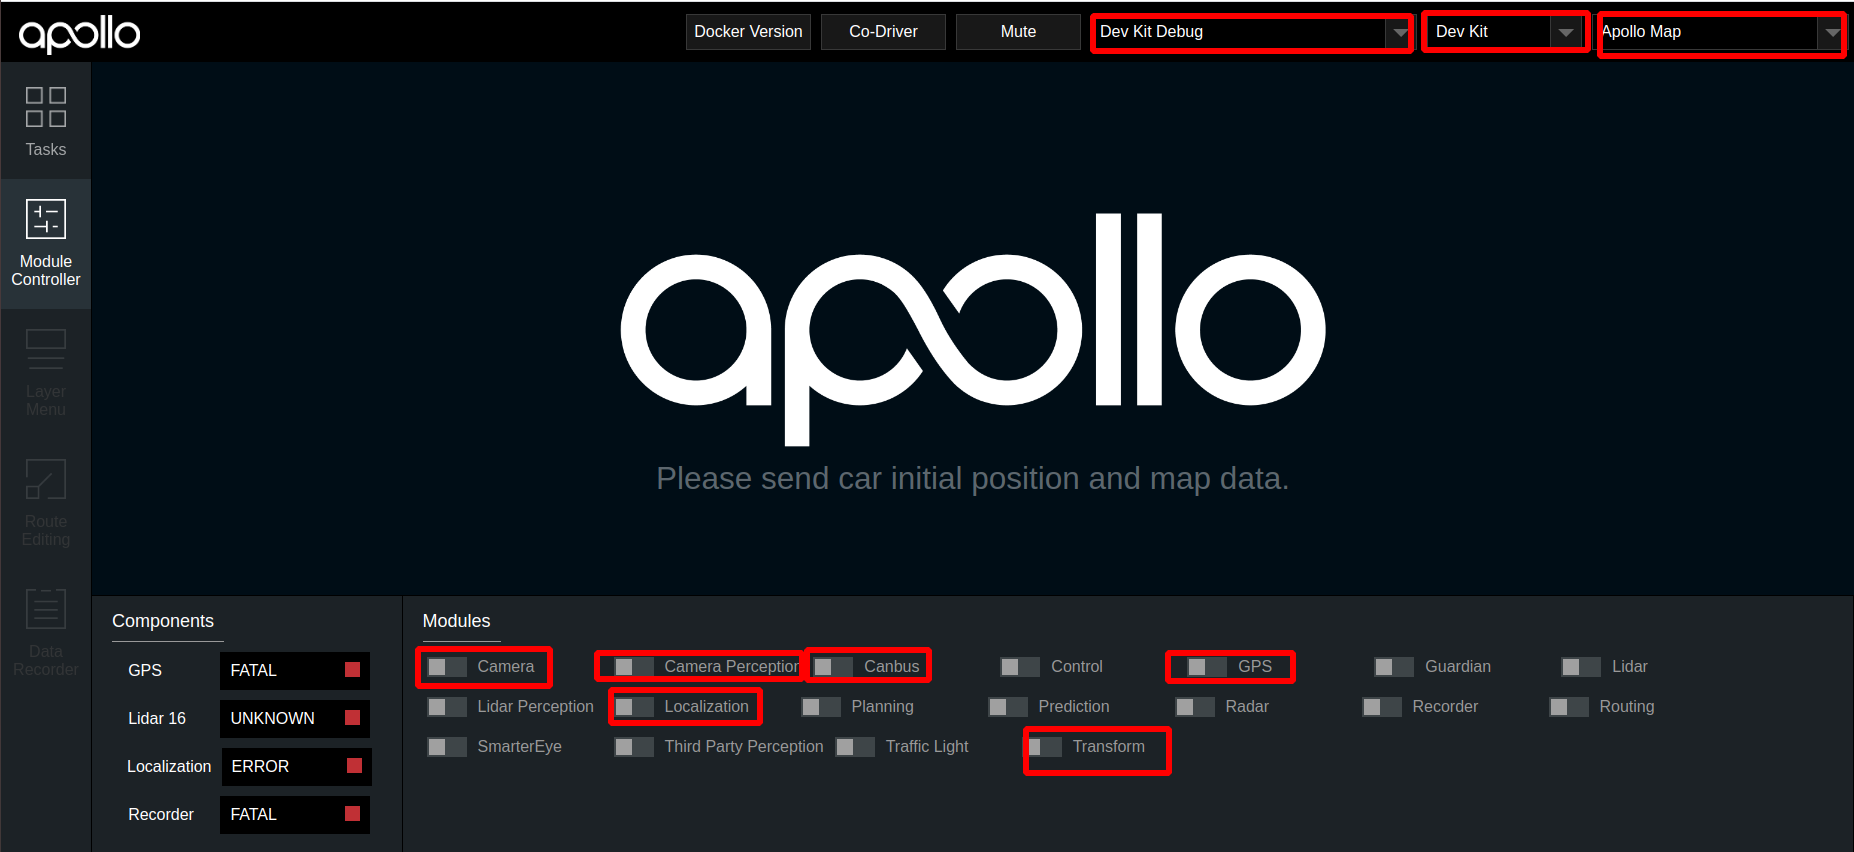 apollo
Docker Version
Co-Driver
Mute
Dev Kit Debug
Dev Kit
Apollo Map
Tasks
Module
Controller
Layer
Menu
Route
Editing
Data
Recorder
apollo
Please send car initial position and map data.
Components
GPS FATAL
Lidar 16 UNKNOWN
Localization ERROR
Recorder FATAL
Modules
Camera Camera Perception Canbus Control GPS Guardian Lidar
Lidar Perception Localization Planning Prediction Radar Recorder Routing
SmarterEye Third Party Perception Traffic Light Transform